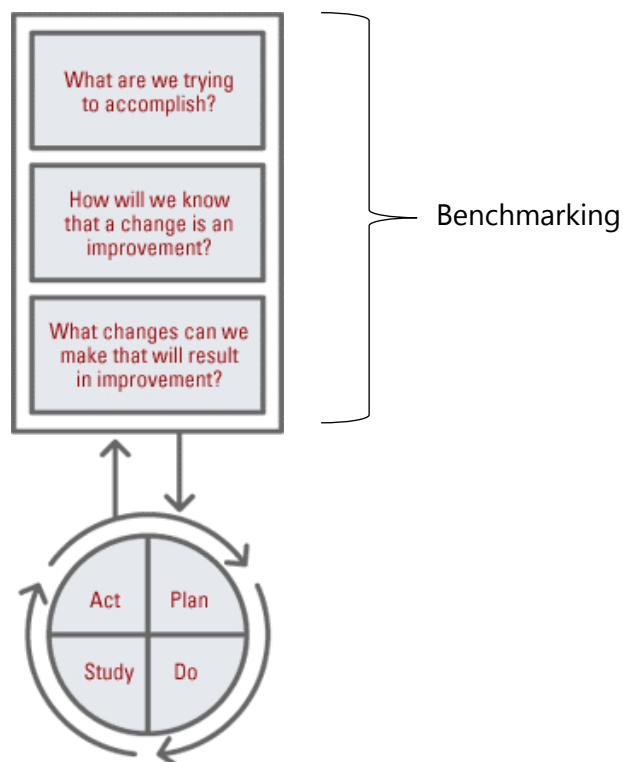 What are we trying
to accomplish?
How will we know
that a change is an
improvement?
Benchmarking
What changes can we
make that will result
in improvement?
Act
Plan
Study
Do